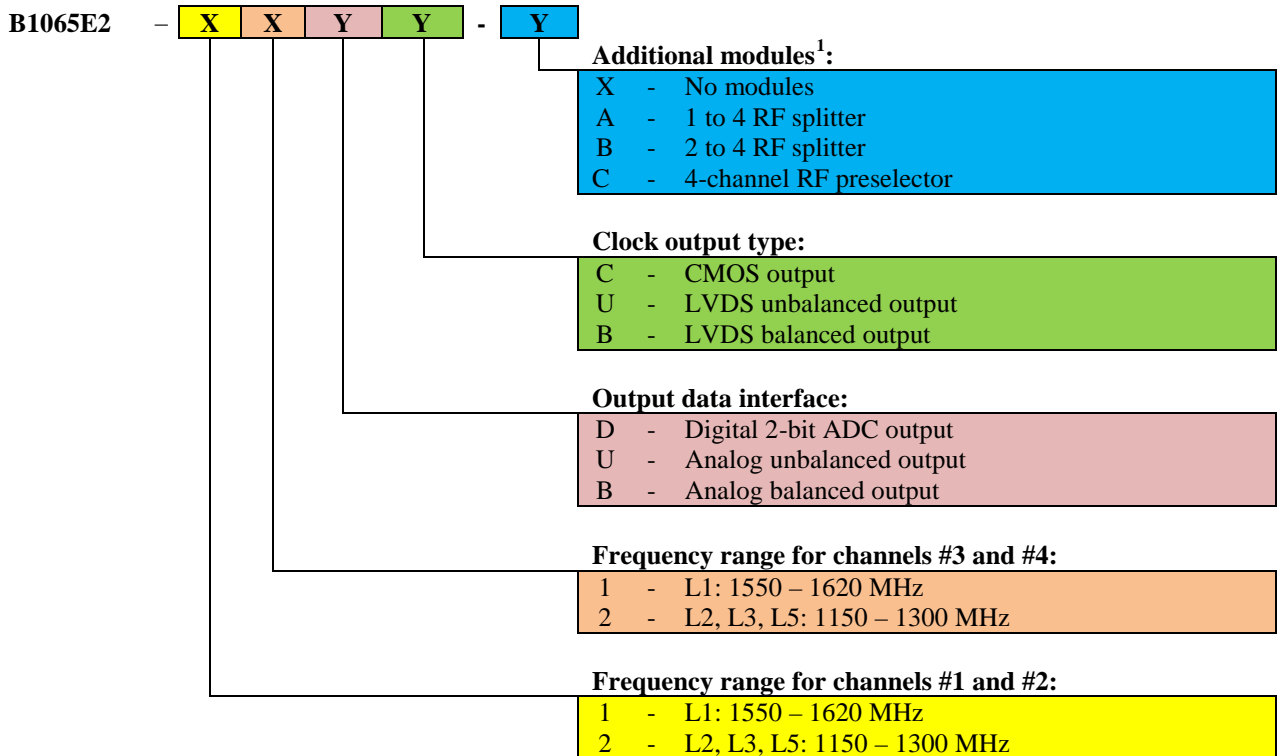 B1065E2 – X X Y Y - Y
Additional modules1:
X - No modules
A - 1 to 4 RF splitter
B - 2 to 4 RF splitter
C - 4-channel RF preselector
Clock output type:
C - CMOS output
U - LVDS unbalanced output
B - LVDS balanced output
Output data interface:
D - Digital 2-bit ADC output
U - Analog unbalanced output
B - Analog balanced output
Frequency range for channels #3 and #4:
1 - L1: 1550 – 1620 MHz
2 - L2, L3, L5: 1150 – 1300 MHz
Frequency range for channels #1 and #2:
1 - L1: 1550 – 1620 MHz
2 - L2, L3, L5: 1150 – 1300 MHz